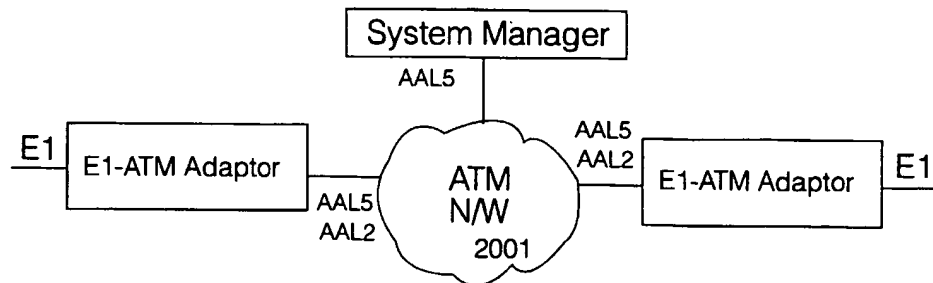 System Manager
AAL5
E1
E1-ATM Adaptor
AAL5
AAL2
ATM
N/W
2001
AAL5
AAL2
E1-ATM Adaptor
E1